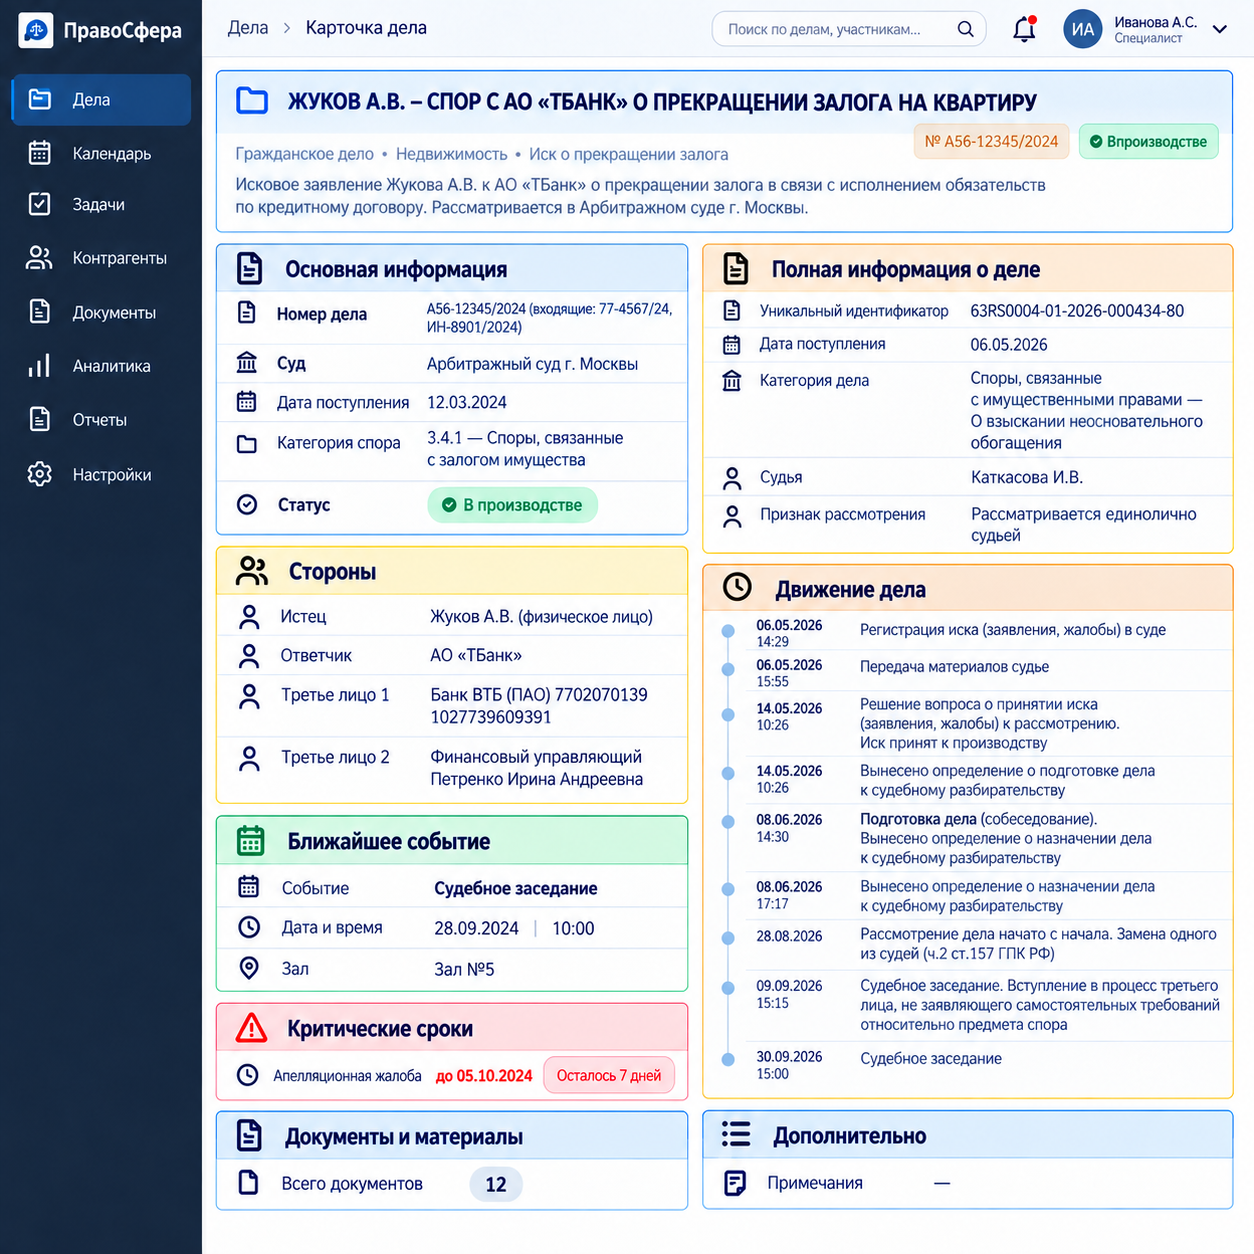 ПравоСфера
Дела
Календарь
Задачи
Контрагенты
Документы
Аналитика
Отчеты
Настройки
Дела > Карточка дела
Поиск по делам, участникам...
ИА
Иванова А.С.
Специалист
ЖУКОВ А.В. – СПОР С АО «ТБАНК» О ПРЕКРАЩЕНИИ ЗАЛОГА НА КВАРТИРУ
№ А56-12345/2024
Впроизводстве
Гражданское дело • Недвижимость • Иск о прекращении залога
Исковое заявление Жукова А.В. к АО «ТБанк» о прекращении залога в связи с исполнением обязательств
по кредитному договору. Рассматривается в Арбитражном суде г. Москвы.
Основная информация
Номер дела
А56-12345/2024 (входящие: 77-4567/24,
ИН-8901/2024)
Суд
Арбитражный суд г. Москвы
Дата поступления
12.03.2024
Категория спора
3.4.1 — Споры, связанные
с залогом имущества
Статус
В производстве
Стороны
Истец
Жуков А.В. (физическое лицо)
Ответчик
АО «ТБанк»
Третье лицо 1
Банк ВТБ (ПАО) 7702070139
1027739609391
Третье лицо 2
Финансовый управляющий
Петренко Ирина Андреевна
Ближайшее событие
Событие
Судебное заседание
Дата и время
28.09.2024 | 10:00
Зал
Зал №5
Критические сроки
Апелляционная жалоба
до 05.10.2024
Осталось 7 дней
Документы и материалы
Всего документов
12
Полная информация о деле
Уникальный идентификатор
63RS0004-01-2026-000434-80
Дата поступления
06.05.2026
Категория дела
Споры, связанные
с имущественными правами —
О взыскании неосновательного
обогащения
Судья
Каткасова И.В.
Признак рассмотрения
Рассматривается единолично
судьей
Движение дела
06.05.2026
14:29
Регистрация иска (заявления, жалобы) в суде
06.05.2026
15:55
Передача материалов судье
14.05.2026
10:26
Решение вопроса о принятии иска
(заявления, жалобы) к рассмотрению.
Иск принят к производству
14.05.2026
10:26
Вынесено определение о подготовке дела
к судебному разбирательству
08.06.2026
14:30
Подготовка дела (собеседование).
Вынесено определение о назначении дела
к судебному разбирательству
08.06.2026
17:17
Вынесено определение о назначении дела
к судебному разбирательству
28.08.2026
Рассмотрение дела начато с начала. Замена одного
из судей (ч.2 ст.157 ГПК РФ)
09.09.2026
15:15
Судебное заседание. Вступление в процесс третьего
лица, не заявляющего самостоятельных требований
относительно предмета спора
30.09.2026
15:00
Судебное заседание
Дополнительно
Примечания
—